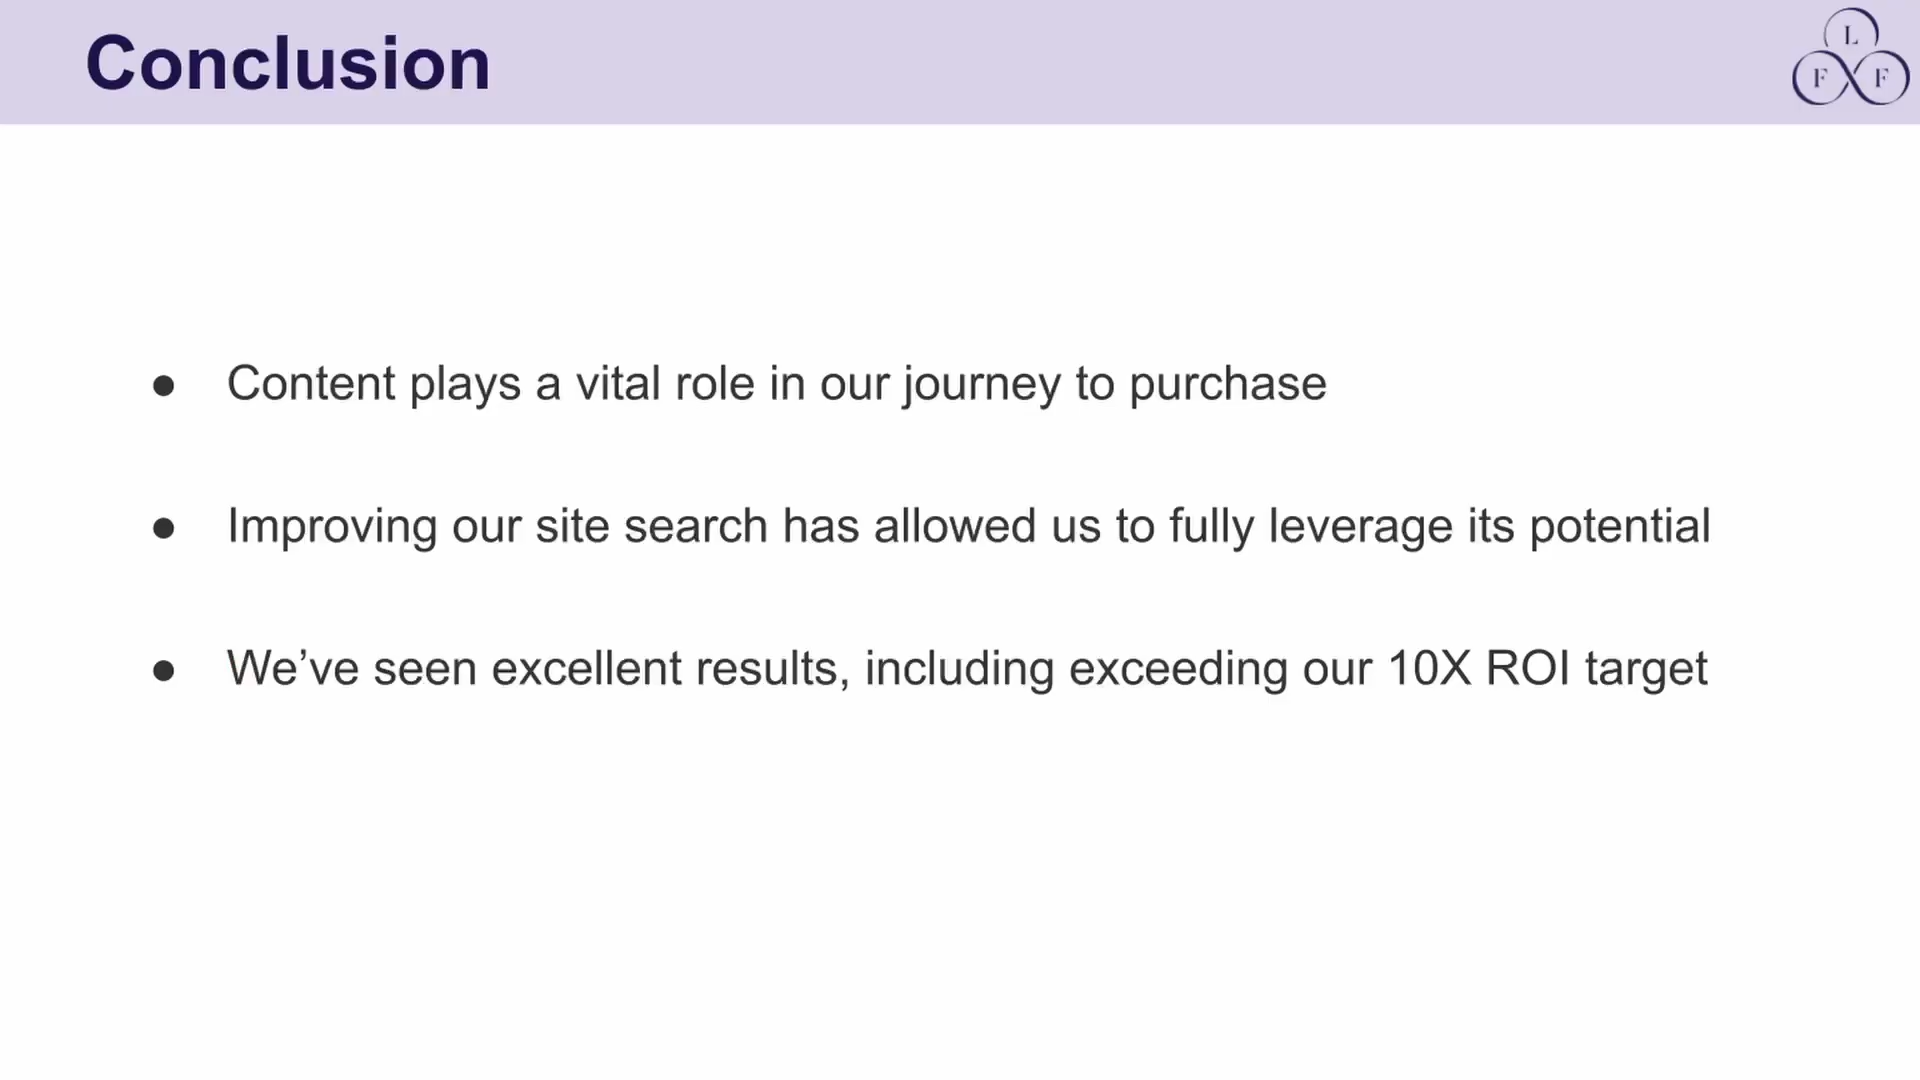 Conclusion
L
F F
● Content plays a vital role in our journey to purchase
● Improving our site search has allowed us to fully leverage its potential
● We’ve seen excellent results, including exceeding our 10X ROI target